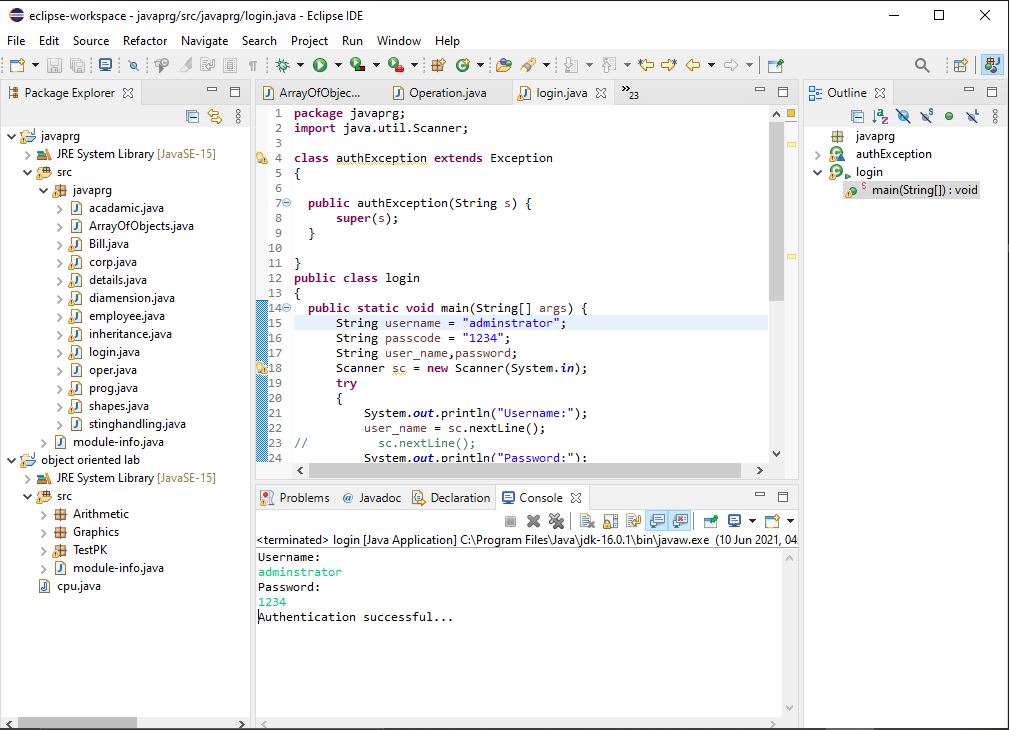 eclipse-workspace - javaprg/src/javaprg/login.java - Eclipse IDE
File Edit Source Refactor Navigate Search Project Run Window Help
Package Explorer
javaprg
JRE System Library [JavaSE-15]
src
javaprg
acadamic.java
ArrayOfObjects.java
Bill.java
corp.java
details.java
diamension.java
employee.java
inheritance.java
login.java
oper.java
prog.java
shapes.java
stinghandling.java
module-info.java
object oriented lab
JRE System Library [JavaSE-15]
src
Arithmetic
Graphics
TestPK
module-info.java
cpu.java
ArrayOfObjec... Operation.java login.java »23
1 package javaprg;
2 import java.util.Scanner;
3
4 class authException extends Exception
5 {
6
7 public authException(String s) {
8 super(s);
9 }
10
11 }
12 public class login
13 {
14 public static void main(String[] args) {
15 String username = "adminstrator";
16 String passcode = "1234";
17 String user_name,password;
18 Scanner sc = new Scanner(System.in);
19 try
20 {
21 System.out.println("Username:");
22 user_name = sc.nextLine();
23 // sc.nextLine();
24 System.out.println("Password:");
Problems Javadoc Declaration Console
<terminated> login [Java Application] C:\Program Files\Java\jdk-16.0.1\bin\javaw.exe (10 Jun 2021, 04
Username:
adminstrator
Password:
1234
Authentication successful...
Outline
javaprg
authException
login
main(String[]) : void